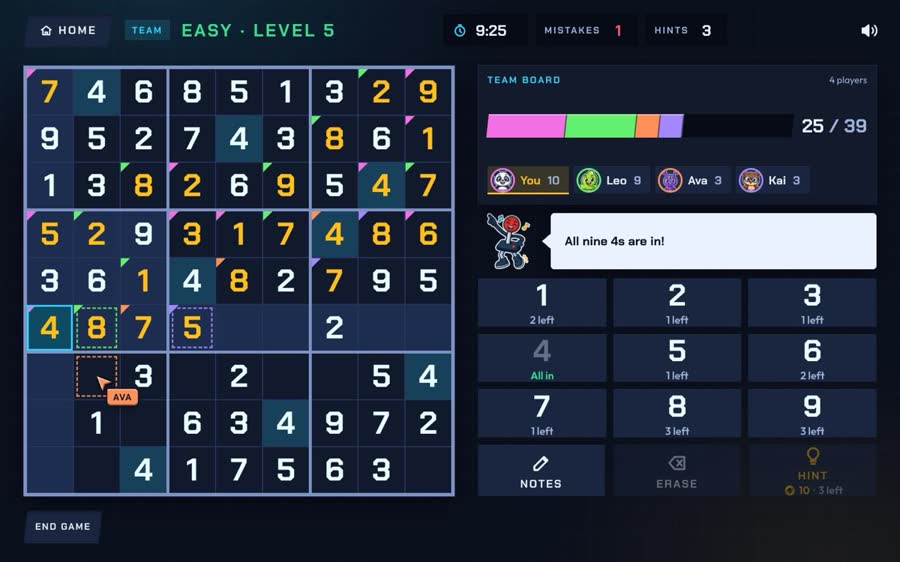 HOME TEAM EASY · LEVEL 5 9:25 MISTAKES 1 HINTS 3
TEAM BOARD 4 players
25 / 39
You 10 Leo 9 Ava 3 Kai 3
All nine 4s are in!
7 4 6 8 5 1 3 2 9
9 5 2 7 4 3 8 6 1
1 3 8 2 6 9 5 4 7
5 2 9 3 1 7 4 8 6
3 6 1 4 8 2 7 9 5
4 8 7 5 2
3 2 5 4
AVA
1 6 3 4 9 7 2
4 1 7 5 6 3
1 2 3
2 left 1 left 1 left
4 5 6
All in 1 left 2 left
7 8 9
1 left 3 left 3 left
NOTES ERASE HINT
10 · 3 left
END GAME